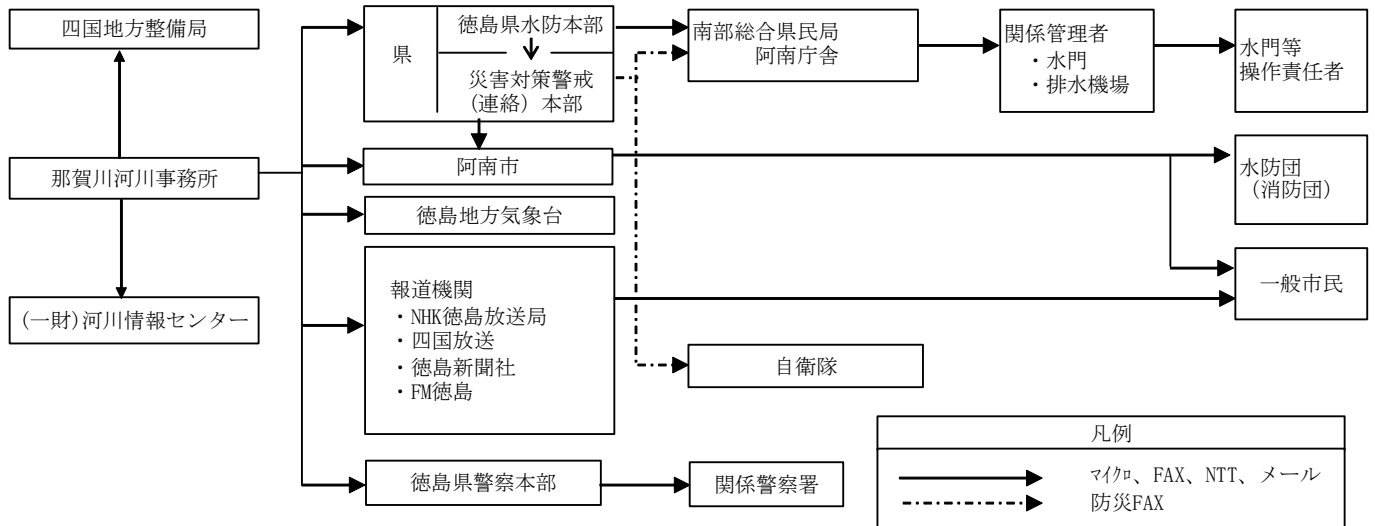 四国地方整備局
県
徳島県水防本部
災害対策警戒
(連絡)本部
南部総合県民局
阿南庁舎
関係管理者
・水門
・排水機場
水門等
操作責任者
那賀川河川事務所
阿南市
水防団
(消防団)
徳島地方気象台
一般市民
(一財)河川情報センター
報道機関
・NHK徳島放送局
・四国放送
・徳島新聞社
・FM徳島
自衛隊
徳島県警察本部
関係警察署
凡例
ﾏｲｸﾛ、FAX、NTT、メール
防災FAX